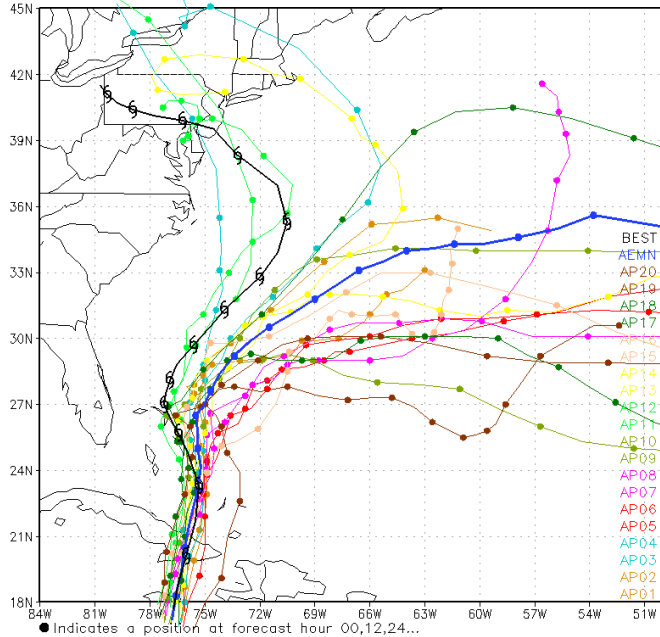 45N
42N
39N
36N
33N
30N
27N
24N
21N
18N
BEST
AEMN
AP20
AP19
AP18
AP17
AP15
AP14
AP13
AP12
AP11
AP10
AP09
AP08
AP07
AP06
AP05
AP04
AP03
AP02
AP01
84W 81W 78W 75W 72W 69W 66W 63W 60W 57W 54W 51W
Indicates a position at forecast hour 00,12,24...